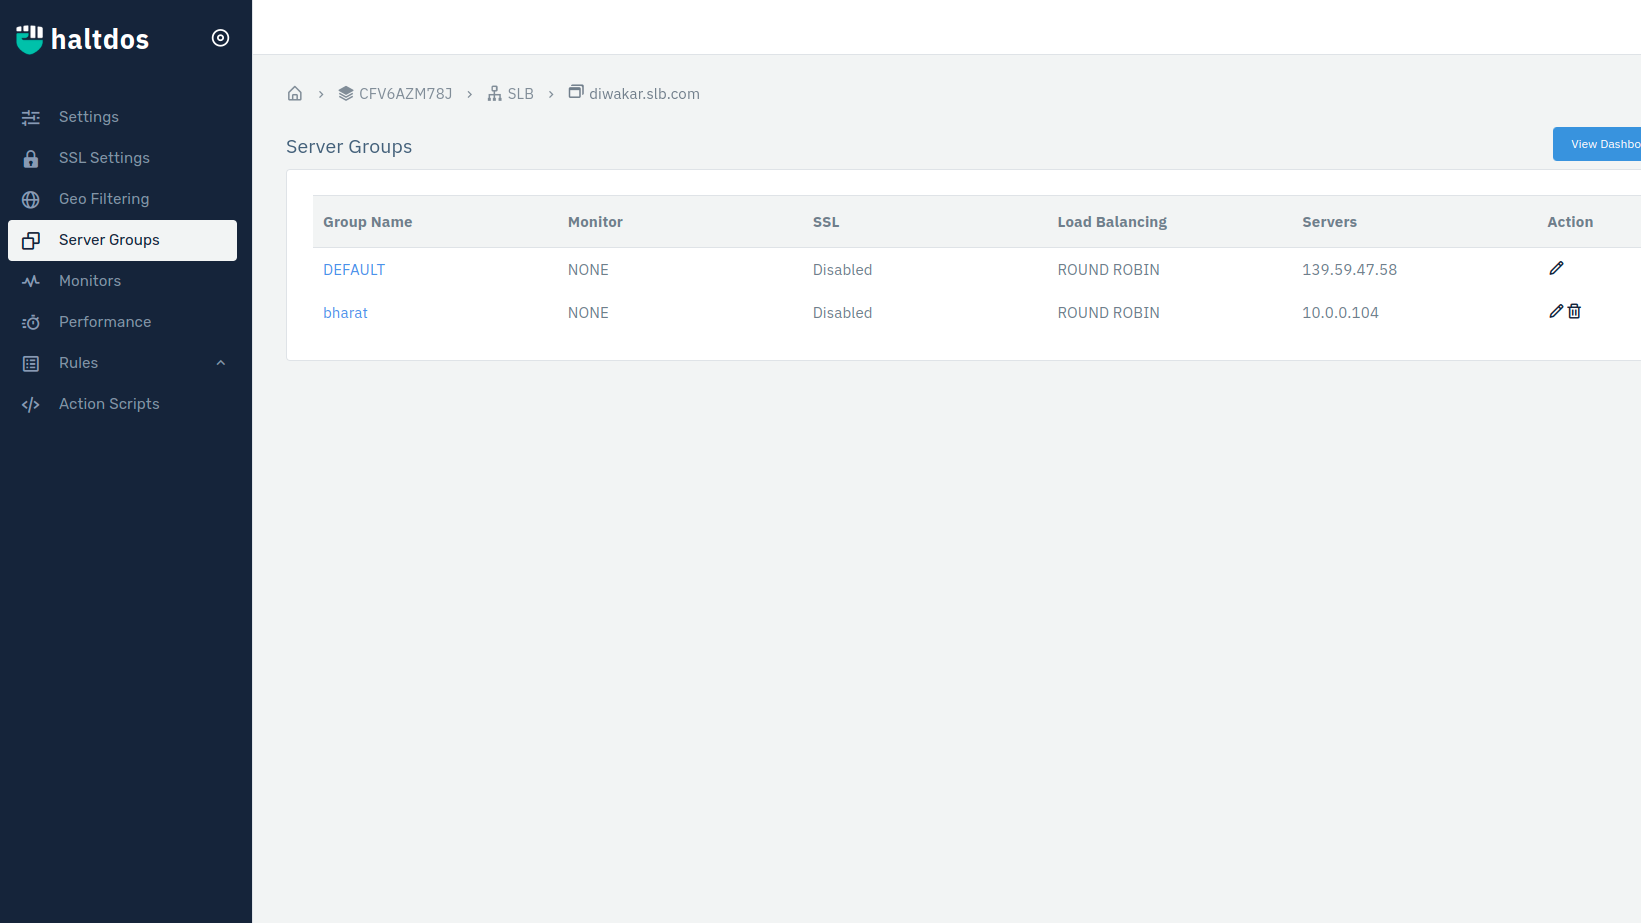 haltdos
Settings
SSL Settings
Geo Filtering
Server Groups
Monitors
Performance
Rules
Action Scripts
CFV6AZM78J
SLB
diwakar.slb.com
Server Groups
View Dashbo
Group Name Monitor SSL Load Balancing Servers Action
DEFAULT NONE Disabled ROUND ROBIN 139.59.47.58
bharat NONE Disabled ROUND ROBIN 10.0.0.104